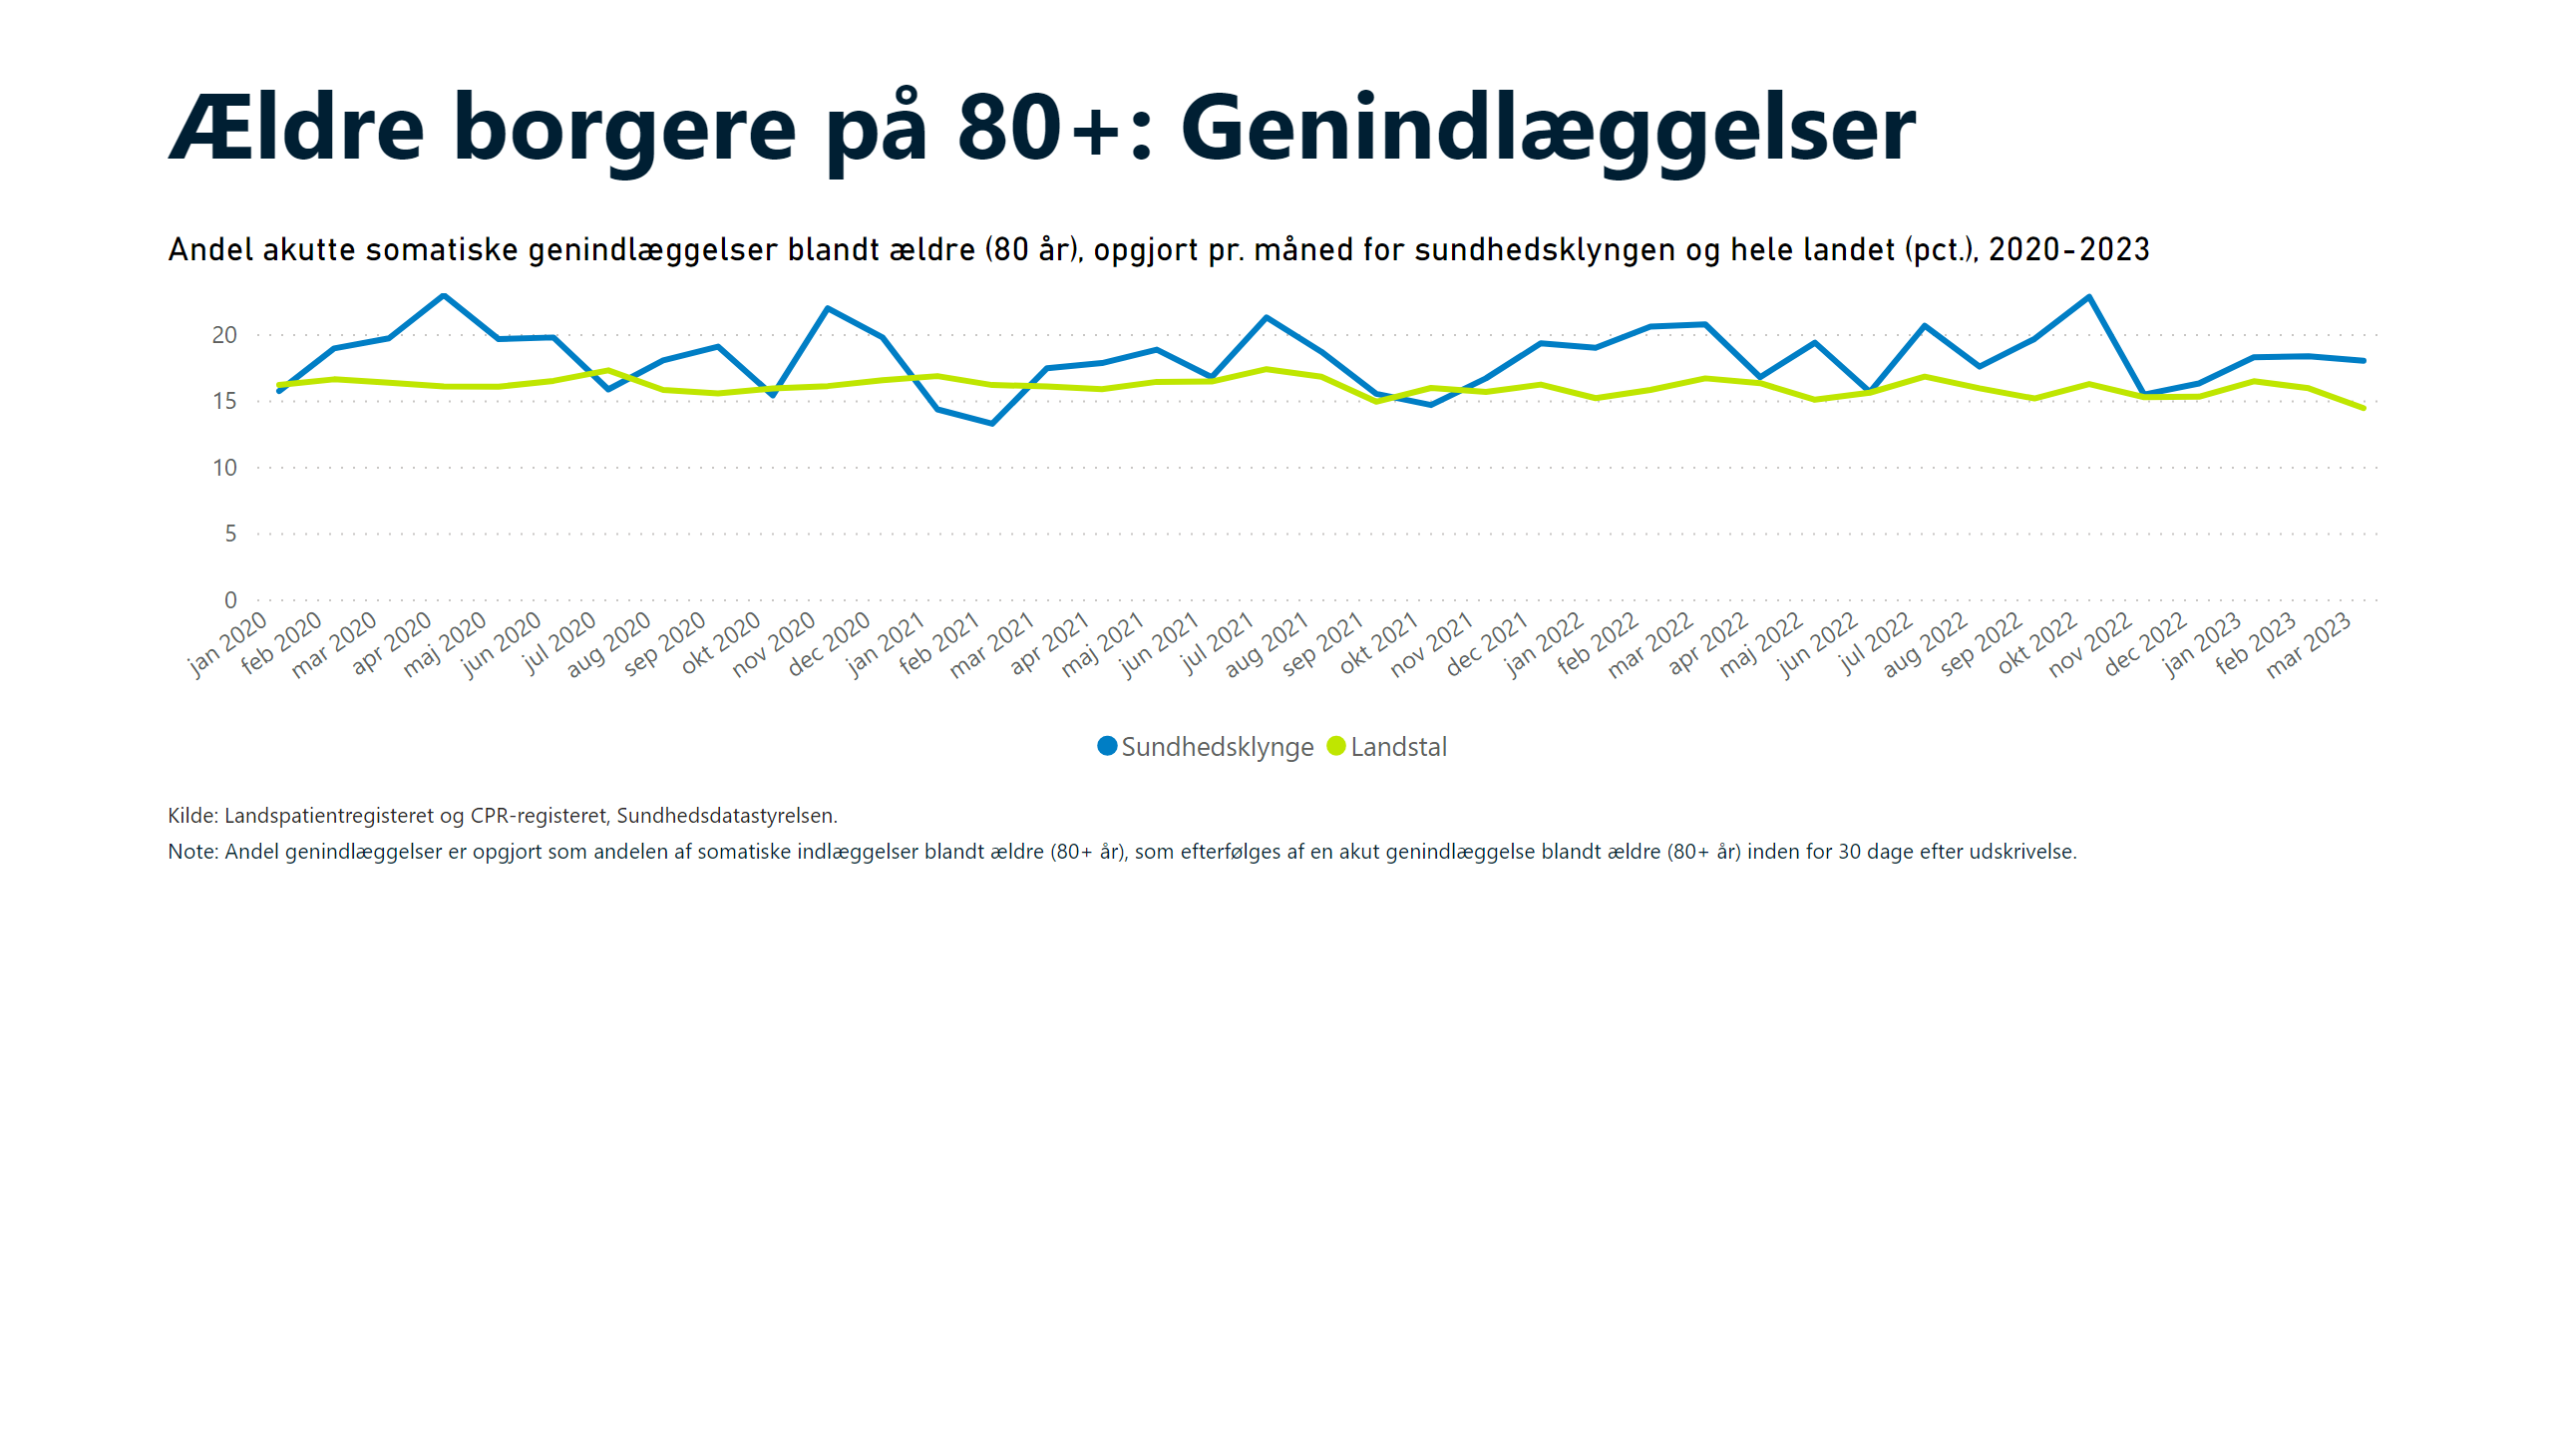 Ældre borgere på 80+: Genindlæggelser
Andel akutte somatiske genindlæggelser blandt ældre (80 år), opgjort pr. måned for sundhedsklyngen og hele landet (pct.), 2020-2023
20
15
10
5
0
jan 2020
feb 2020
mar 2020
apr 2020
maj 2020
jun 2020
jul 2020
aug 2020
sep 2020
okt 2020
nov 2020
dec 2020
jan 2021
feb 2021
mar 2021
apr 2021
maj 2021
jun 2021
jul 2021
aug 2021
sep 2021
okt 2021
nov 2021
dec 2021
jan 2022
feb 2022
mar 2022
apr 2022
maj 2022
jun 2022
jul 2022
aug 2022
sep 2022
okt 2022
nov 2022
dec 2022
jan 2023
feb 2023
mar 2023
Sundhedsklynge Landstal
Kilde: Landspatientregisteret og CPR-registeret, Sundhedsdatastyrelsen.
Note: Andel genindlæggelser er opgjort som andelen af somatiske indlæggelser blandt ældre (80+ år), som efterfølges af en akut genindlæggelse blandt ældre (80+ år) inden for 30 dage efter udskrivelse.